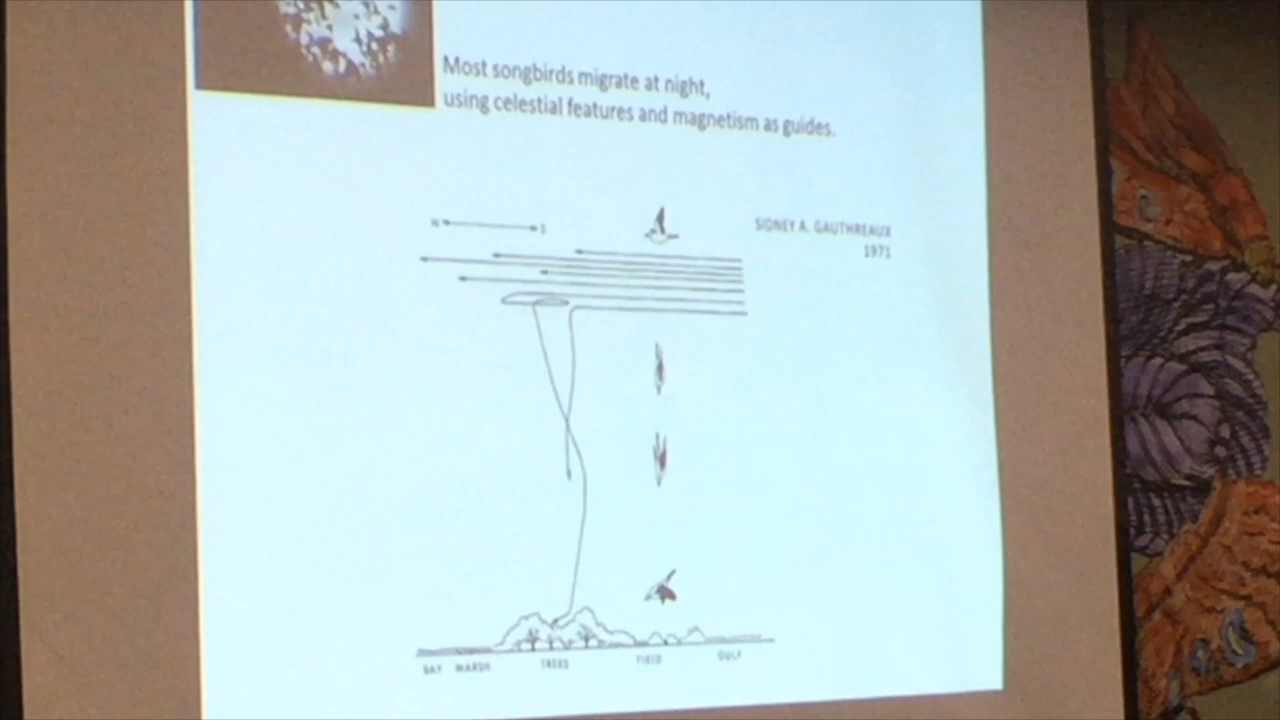 Most songbirds migrate at night,
using celestial features and magnetism as guides.
N S
SIDNEY A. GAUTHREAUX
1971
BAY MARSH TREES FIELD GULF